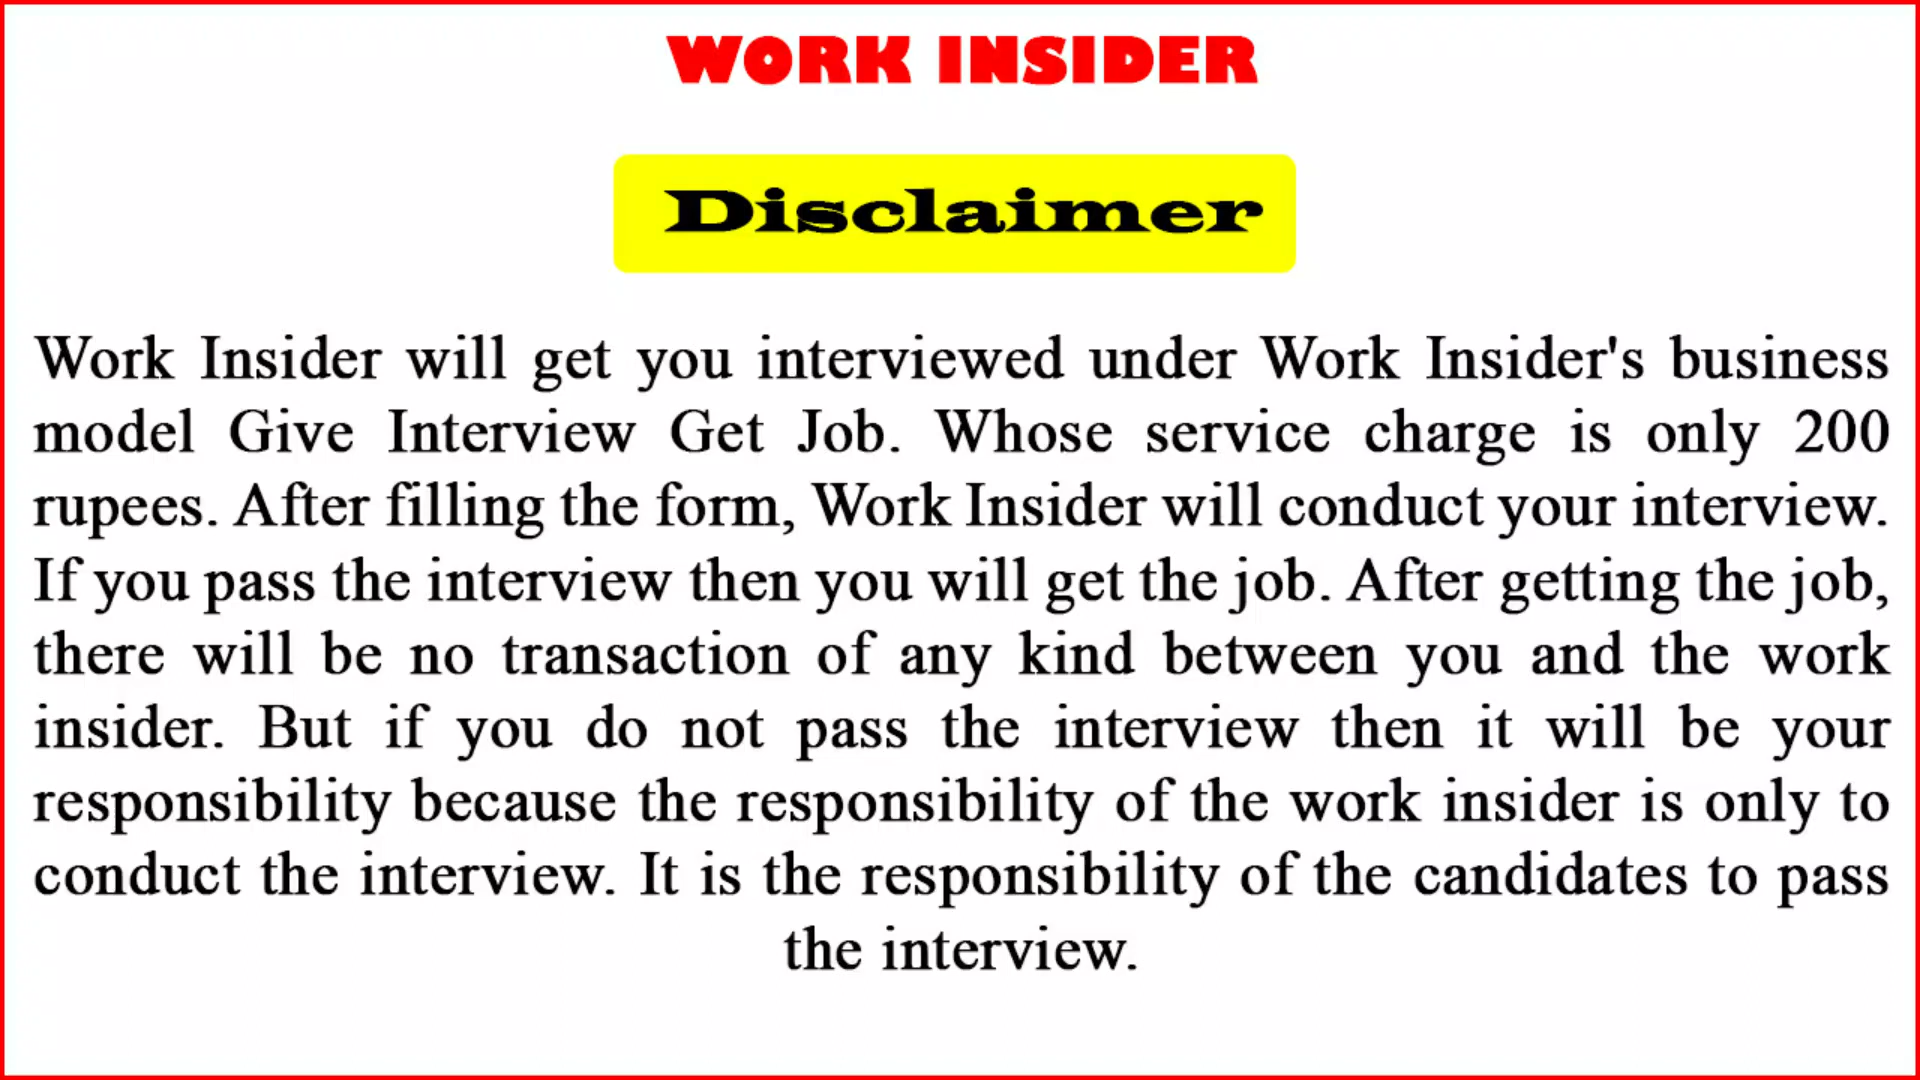 WORK INSIDER
Disclaimer
Work Insider will get you interviewed under Work Insider's business
model Give Interview Get Job. Whose service charge is only 200
rupees. After filling the form, Work Insider will conduct your interview.
If you pass the interview then you will get the job. After getting the job,
there will be no transaction of any kind between you and the work
insider. But if you do not pass the interview then it will be your
responsibility because the responsibility of the work insider is only to
conduct the interview. It is the responsibility of the candidates to pass
the interview.